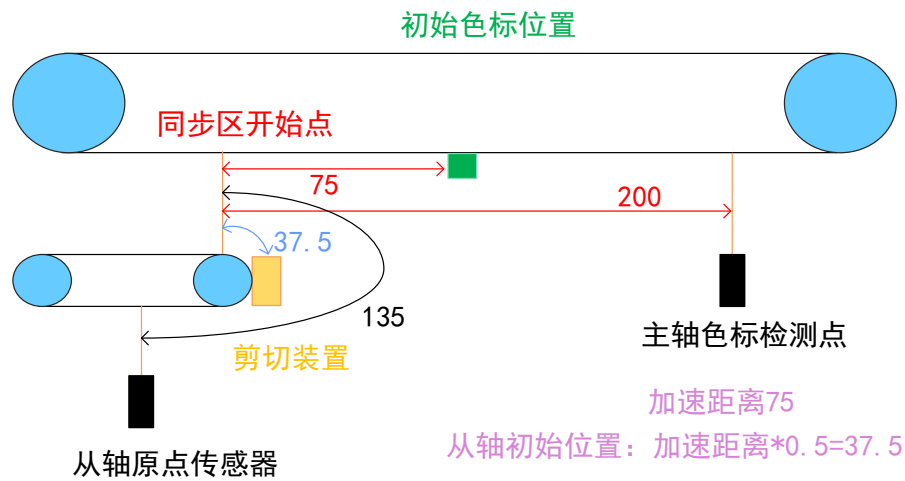 初始色标位置
同步区开始点
75
200
37.5
135
主轴色标检测点
剪切装置
加速距离75
从轴初始位置：加速距离*0.5=37.5
从轴原点传感器